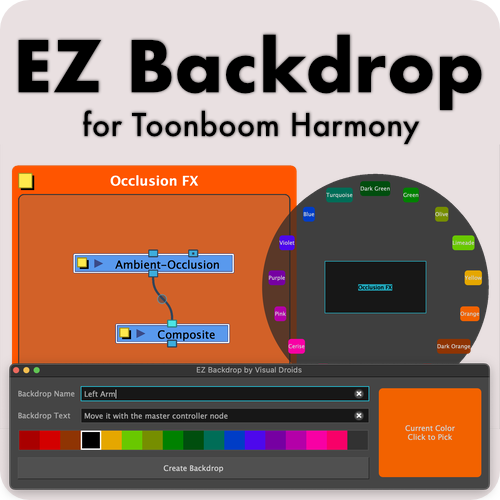 EZ Backdrop
for Toonboom Harmony
Occlusion FX
Ambient-Occlusion
Composite
Dark Green
Turquoise
Green
Blue
Olive
Violet
Limeade
Purple
Yellow
Occlusion FX
Pink
Orange
Cerise
Dark Orange
EZ Backdrop by Visual Droids
Backdrop Name
Left Arm
Backdrop Text
Move it with the master controller node
Current Color
Click to Pick
Create Backdrop